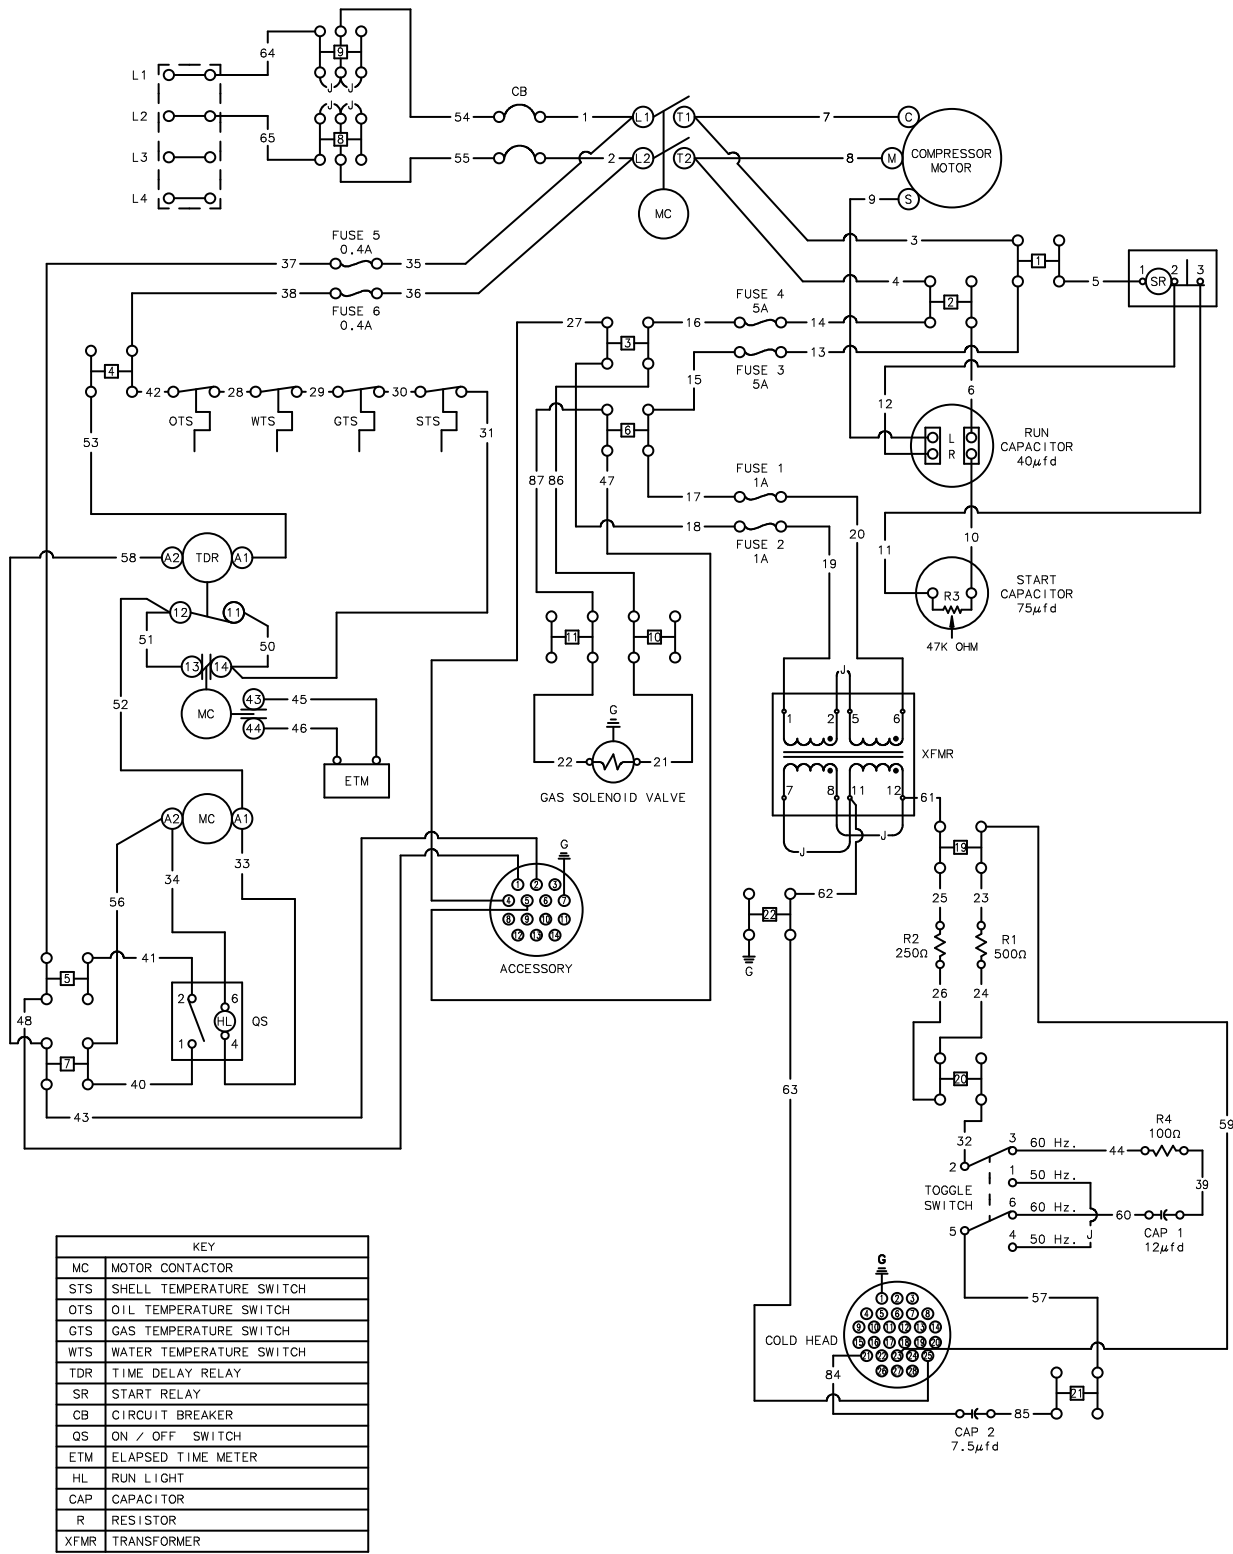 64
L1
L2
L3
L4
65
9
J J
J J
8
54
55
CB
1
2
L1
L2
T1
T2
MC
7
8
9
C
M
S
COMPRESSOR
MOTOR
3
4
1
2
5
1 SR 2 3
FUSE 5
0.4A
37
35
38
36
FUSE 6
0.4A
4
42
OTS
28
WTS
29
GTS
30
STS
31
53
27
3
16
FUSE 4
5A
14
13
FUSE 3
5A
15
6
12
6
L
R
RUN
CAPACITOR
40µfd
87 86
47
FUSE 1
1A
17
18
FUSE 2
1A
19
20
11
10
R3
START
CAPACITOR
75µfd
47K OHM
58
A2 TDR A1
12 11
51
50
13 14
52
MC
43
44
45
46
ETM
11
10
G
22
21
GAS SOLENOID VALVE
J
1 2 5 6
XFMR
7 8 11 12
J
J
61
62
A2 MC A1
34
33
56
41
5
48
7
40
43
2 6
1 4
HL
QS
G
1 2 3
4 5 6 7
8 9 10 11
12 13 14
ACCESSORY
22
G
63
19
25
23
R2
250Ω
R1
500Ω
26
24
20
59
32
2
3
60 Hz.
44
R4
100Ω
39
1
50 Hz.
TOGGLE
SWITCH
6
60 Hz.
60
CAP 1
12µfd
5
4
50 Hz.
J
57
G
1 2 3
4 5 6 7 8
9 10 11 12 13 14
15 16 17 18 19 20
21 22 23 24 25
26 27 28
COLD HEAD
84
CAP 2
7.5µfd
85
21
KEY
MC MOTOR CONTACTOR
STS SHELL TEMPERATURE SWITCH
OTS OIL TEMPERATURE SWITCH
GTS GAS TEMPERATURE SWITCH
WTS WATER TEMPERATURE SWITCH
TDR TIME DELAY RELAY
SR START RELAY
CB CIRCUIT BREAKER
QS ON / OFF SWITCH
ETM ELAPSED TIME METER
HL RUN LIGHT
CAP CAPACITOR
R RESISTOR
XFMR TRANSFORMER